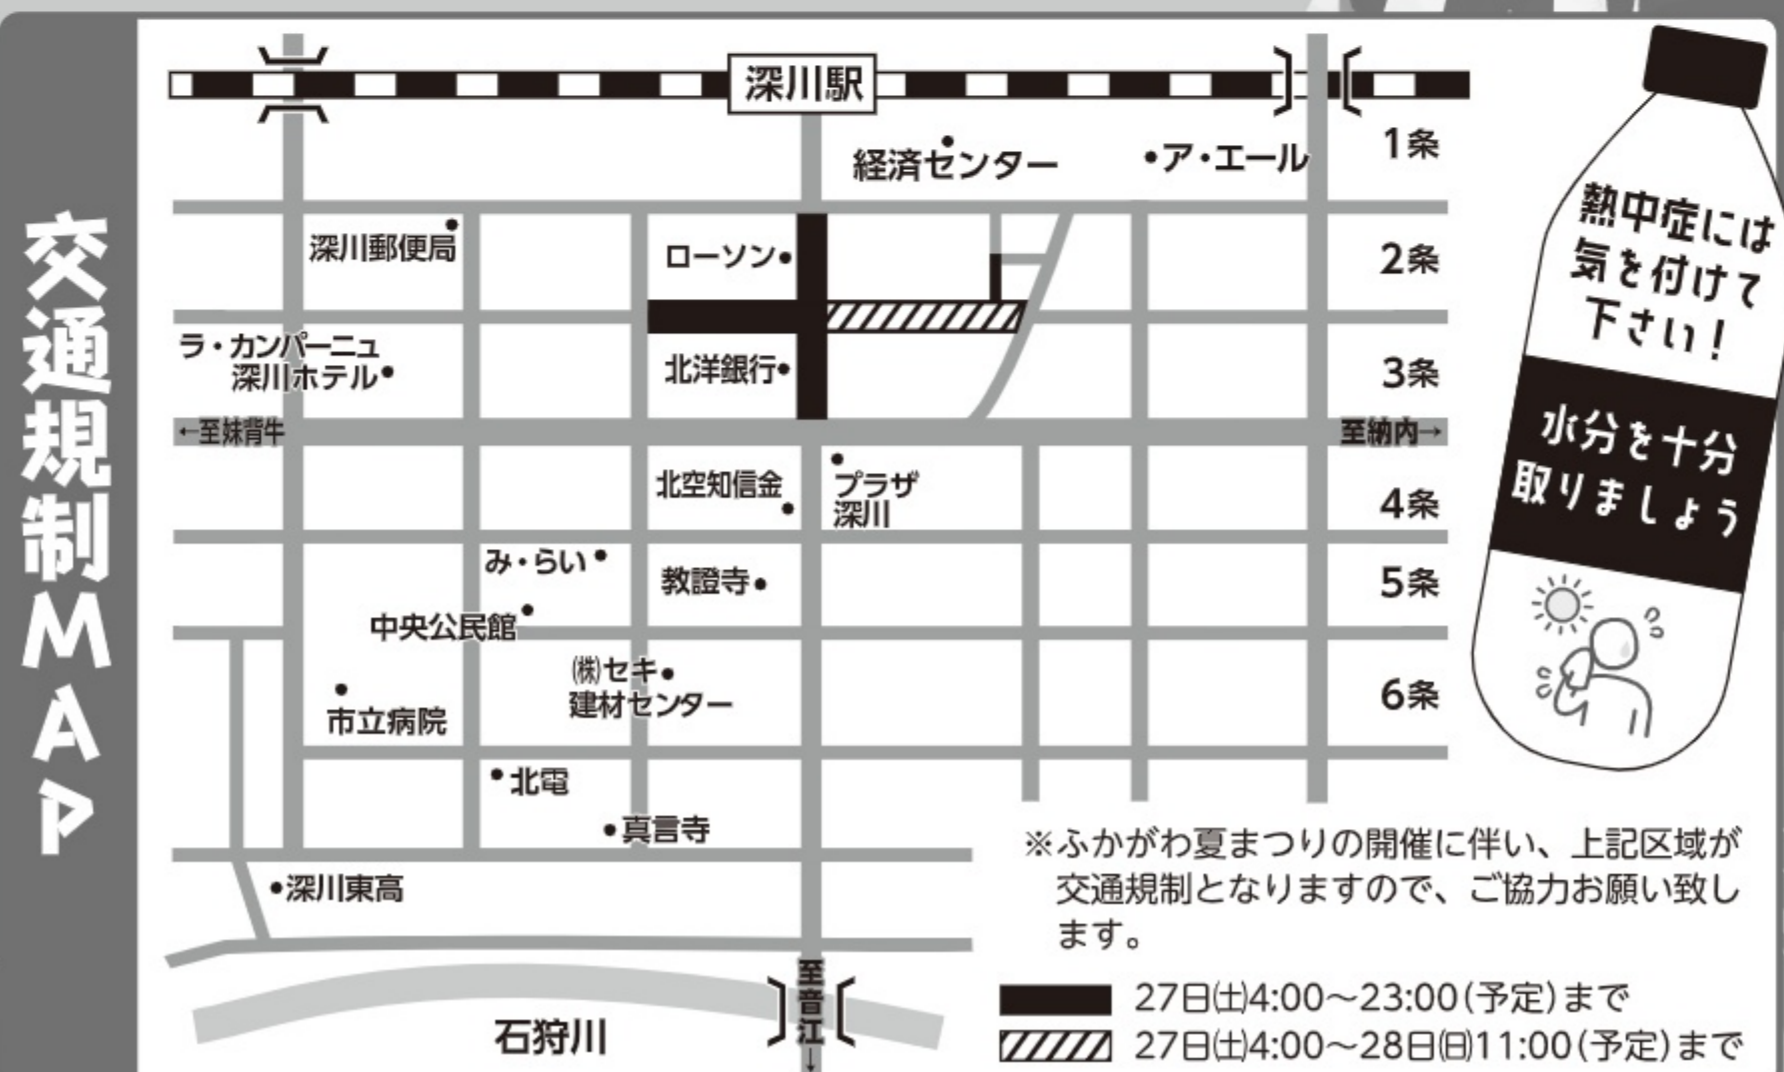 交通規制MAP
深川駅
経済センター
ア・エール
1条
深川郵便局
ローソン
2条
ラ・カンパーニュ
深川ホテル
北洋銀行
3条
←至妹背牛
至納内→
北空知信金
プラザ
深川
4条
み・らい
教證寺
5条
中央公民館
㈱セキ
建材センター
市立病院
6条
北電
真言寺
深川東高
石狩川
至音江→
熱中症には
気を付けて
下さい!
水分を十分
取りましょう
※ふかがわ夏まつりの開催に伴い、上記区域が
交通規制となりますので、ご協力お願い致し
ます。
27日㈯4:00〜23:00(予定)まで
27日㈯4:00〜28日㈰11:00(予定)まで